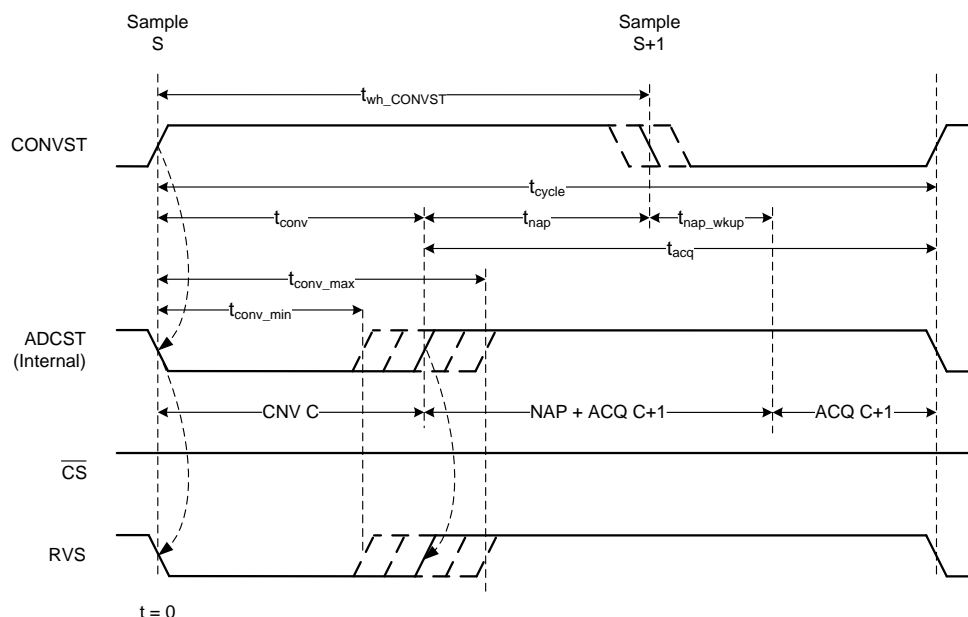 Sample
S
Sample
S+1
t_wh_CONVST
CONVST
t_cycle
t_conv
t_nap
t_nap_wkup
t_acq
t_conv_max
t_conv_min
ADCST
(Internal)
CNV C
NAP + ACQ C+1
ACQ C+1
CS
RVS
t = 0